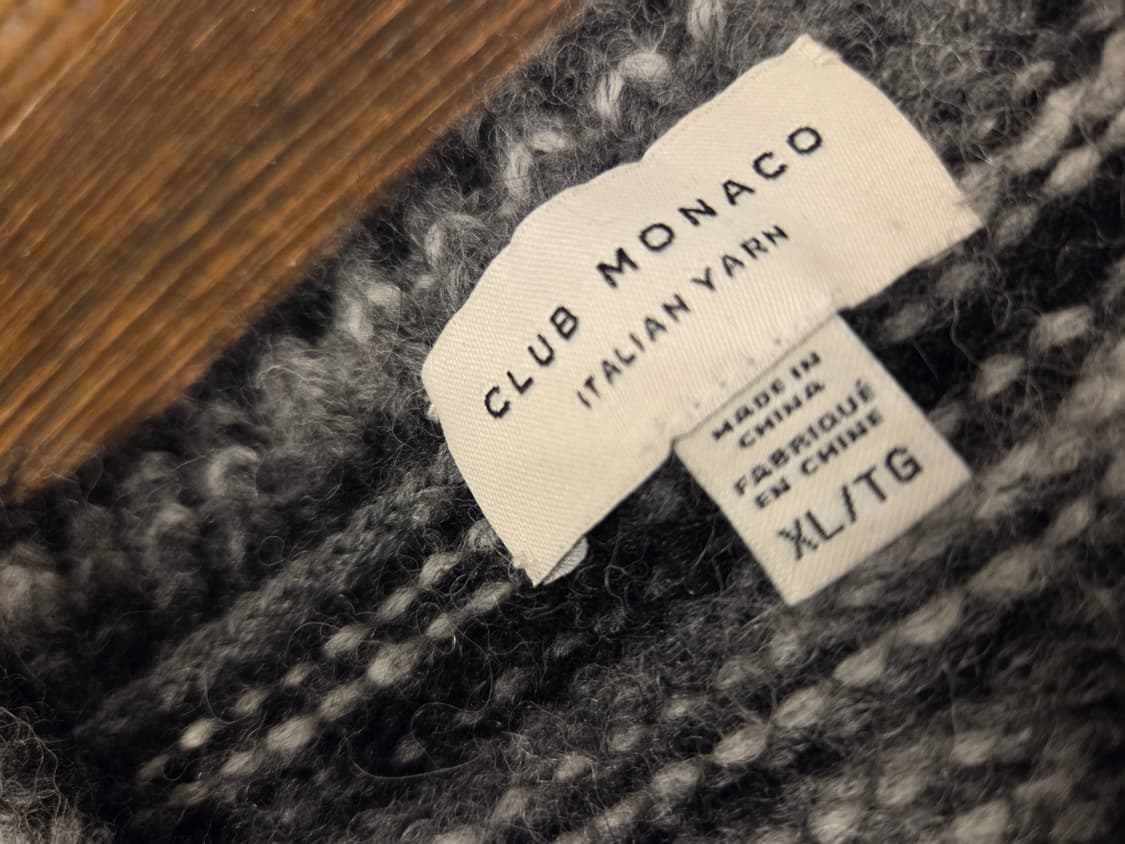 CLUB MONACO
ITALIAN YARN
MADE IN
CHINA
FABRIQUÉ
EN CHINE
XL/TG